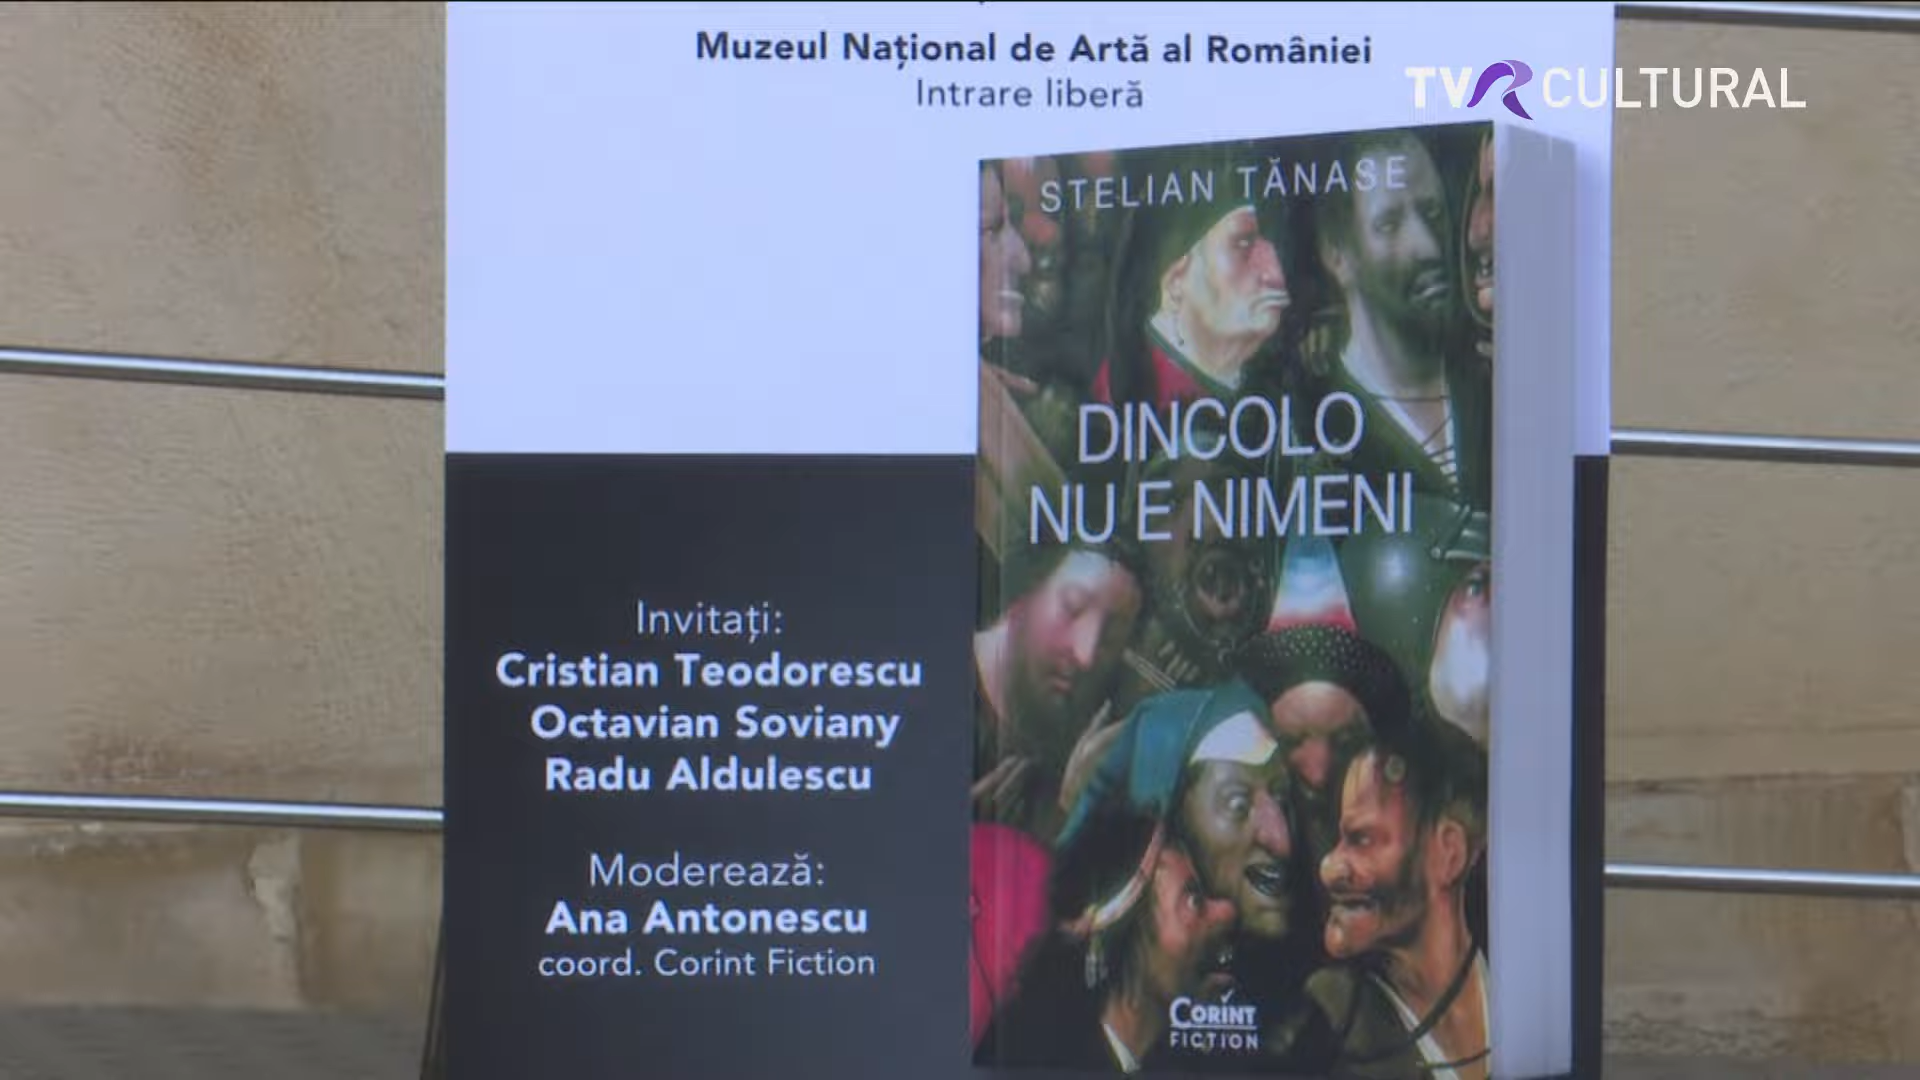 Muzeul Național de Artă al României
Intrare liberă
TVR CULTURAL
STELIAN TĂNASE
DINCOLO
NU E NIMENI
Invitați:
Cristian Teodorescu
Octavian Soviany
Radu Aldulescu
Moderează:
Ana Antonescu
coord. Corint Fiction
CORINT
FICTION